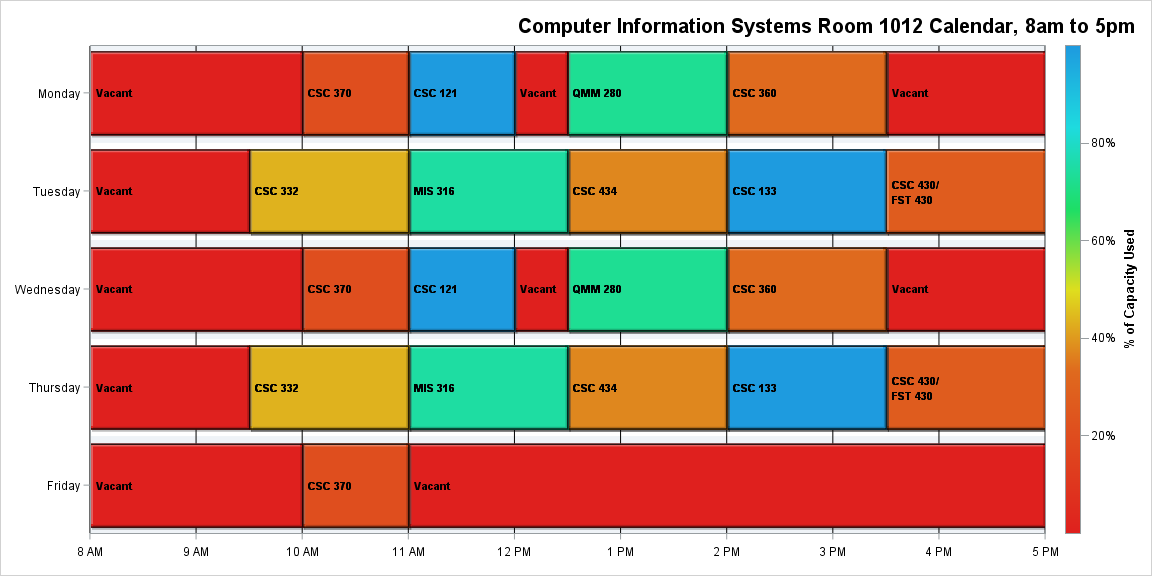 Computer Information Systems Room 1012 Calendar, 8am to 5pm
Monday
Vacant
CSC 370
CSC 121
Vacant
QMM 280
CSC 360
Vacant
Tuesday
Vacant
CSC 332
MIS 316
CSC 434
CSC 133
CSC 430/
FST 430
Wednesday
Vacant
CSC 370
CSC 121
Vacant
QMM 280
CSC 360
Vacant
Thursday
Vacant
CSC 332
MIS 316
CSC 434
CSC 133
CSC 430/
FST 430
Friday
Vacant
CSC 370
Vacant
8 AM
9 AM
10 AM
11 AM
12 PM
1 PM
2 PM
3 PM
4 PM
5 PM
80%
60%
40%
20%
% of Capacity Used